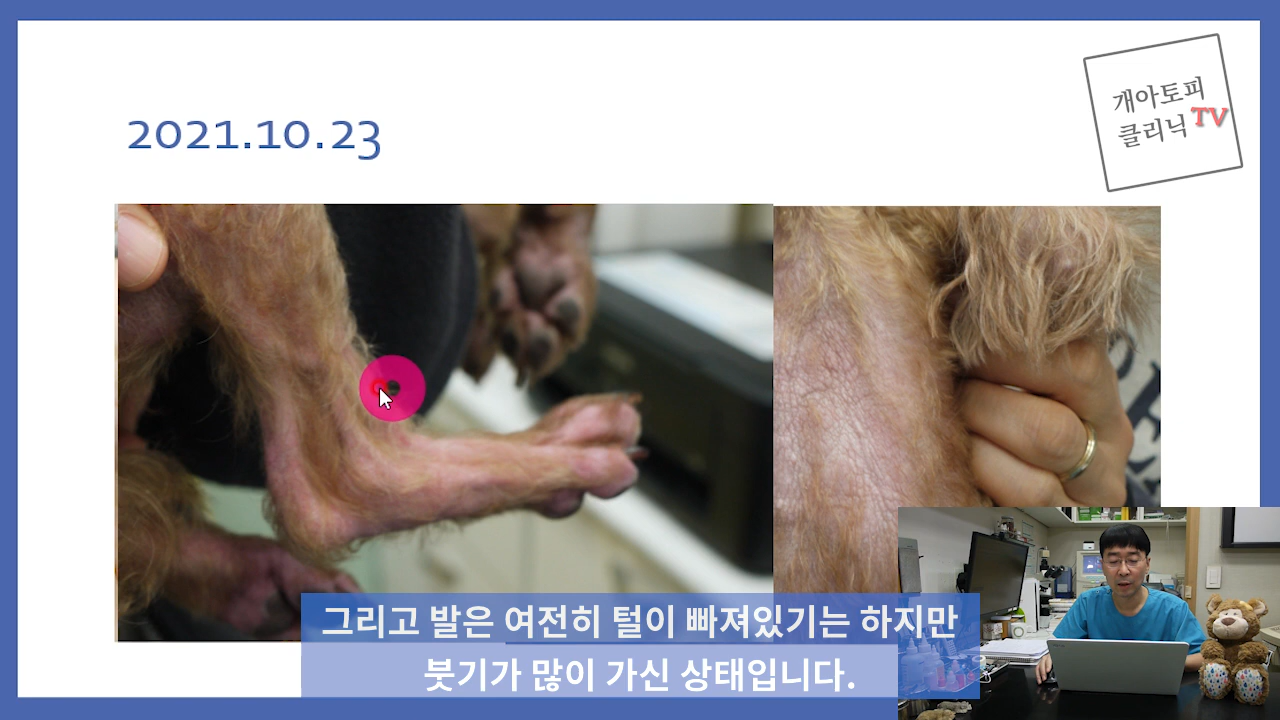 2021.10.23
개아토피
클리닉 TV
그리고 발은 여전히 털이 빠져있기는 하지만
붓기가 많이 가신 상태입니다.